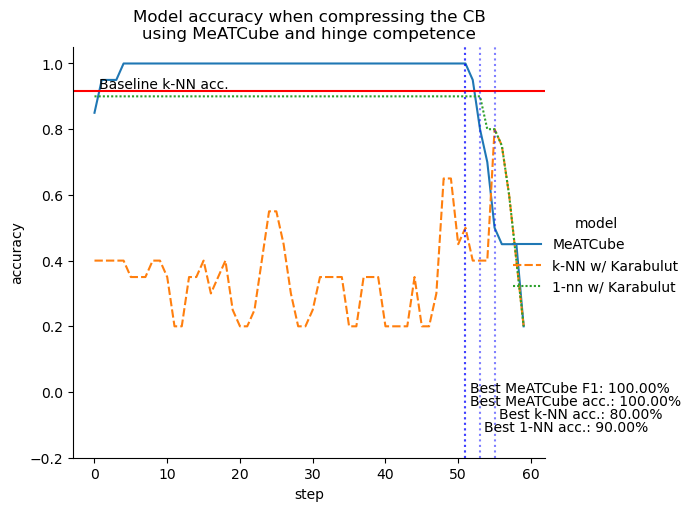 Model accuracy when compressing the CB
using MeATCube and hinge competence
1.0
Baseline k-NN acc.
0.8
0.6
model
MeATCube
0.4
k-NN w/ Karabulut
1-nn w/ Karabulut
accuracy
0.2
0.0
Best MeATCube F1: 100.00%
Best MeATCube acc.: 100.00%
Best k-NN acc.: 80.00%
Best 1-NN acc.: 90.00%
−0.2
0 10 20 30 40 50 60
step